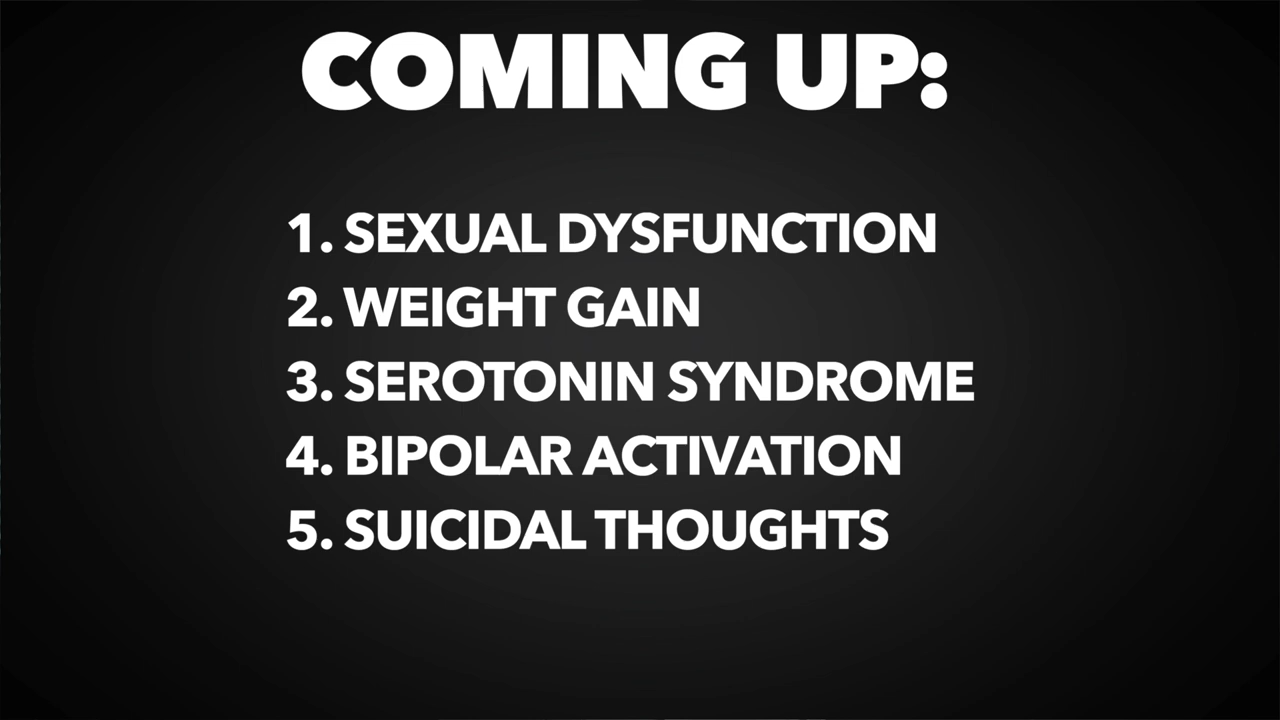 COMING UP:
1. SEXUAL DYSFUNCTION
2. WEIGHT GAIN
3. SEROTONIN SYNDROME
4. BIPOLAR ACTIVATION
5. SUICIDAL THOUGHTS